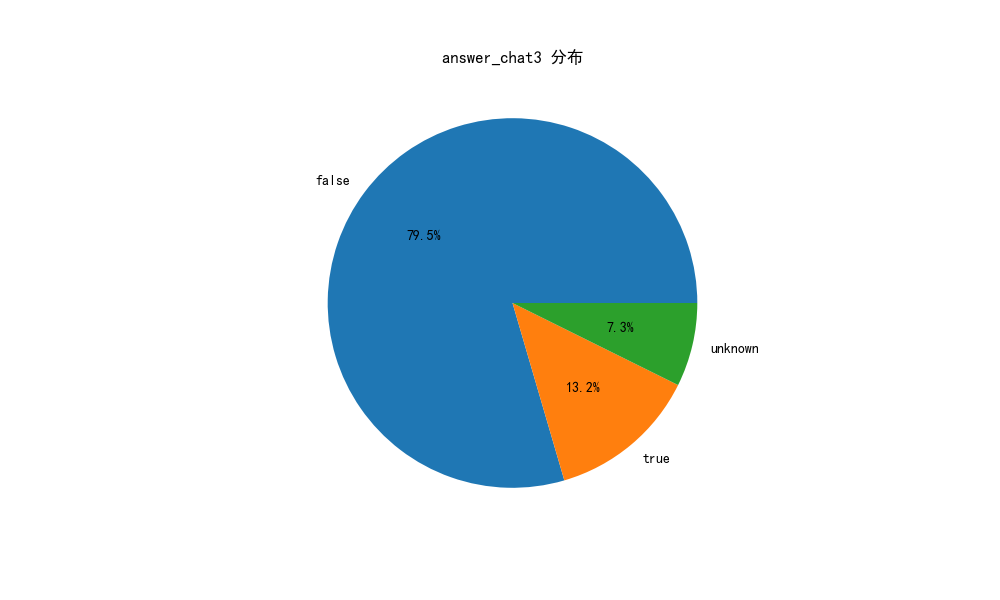 answer_chat3 分布
false
79.5%
7.3%
unknown
13.2%
true